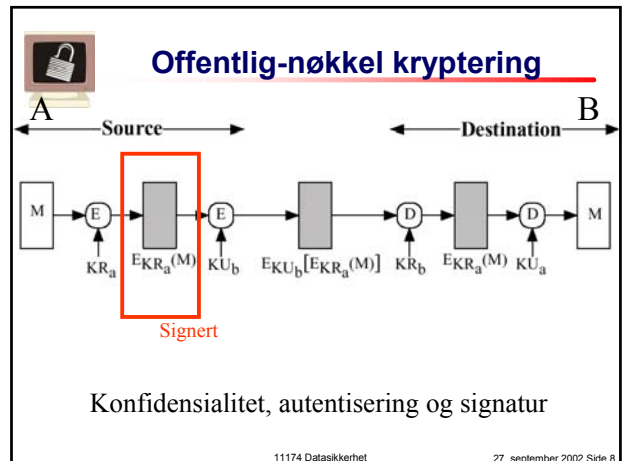 Offentlig-nøkkel kryptering
A B
Source Destination
M E E D D M
KRa EKRa(M) KUb EKUb[EKRa(M)] KRb EKRa(M) KUa
Signert
Konfidensialitet, autentisering og signatur
11174 Datasikkerhet 27. september 2002 Side 8